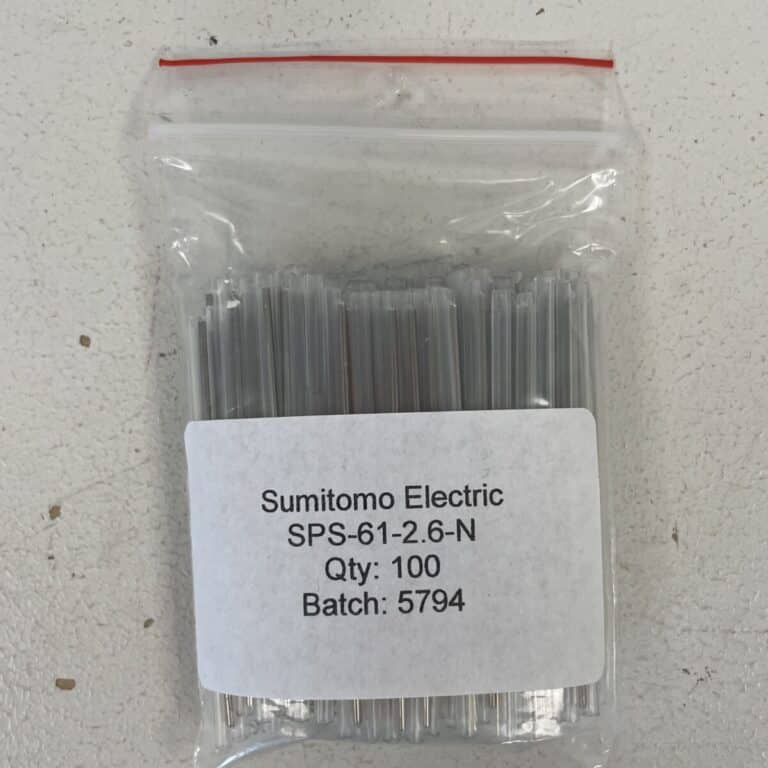 Sumitomo Electric
SPS-61-2.6-N
Qty: 100
Batch: 5794